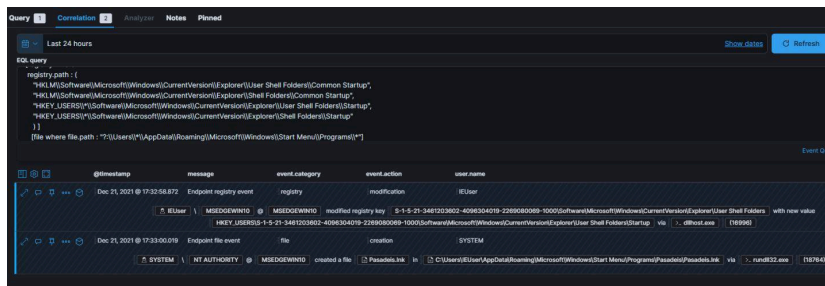 Query 1 Correlation 2 Analyzer Notes Pinned
Last 24 hours Show dates Refresh
EQL query
registry.path : (
"HKLM\\Software\\Microsoft\\Windows\\CurrentVersion\\Explorer\\User Shell Folders\\Common Startup",
"HKLM\\Software\\Microsoft\\Windows\\CurrentVersion\\Explorer\\Shell Folders\\Common Startup",
"HKEY_USERS\\*\\Software\\Microsoft\\Windows\\CurrentVersion\\Explorer\\User Shell Folders\\Startup",
"HKEY_USERS\\*\\Software\\Microsoft\\Windows\\CurrentVersion\\Explorer\\Shell Folders\\Startup"
) ]
[file where file.path : "?:\\Users\\*\\AppData\\Roaming\\Microsoft\\Windows\\Start Menu\\Programs\\*"]
Event Q
@timestamp message event.category event.action user.name
Dec 21, 2021 @ 17:32:58.872 Endpoint registry event registry modification IEUser
IEUser \ MSEDGEWIN10 @ MSEDGEWIN10 modified registry key S-1-5-21-3461203602-4096304019-2269080069-1000\Software\Microsoft\Windows\CurrentVersion\Explorer\User Shell Folders with new value
HKEY_USERS\S-1-5-21-3461203602-4096304019-2269080069-1000\Software\Microsoft\Windows\CurrentVersion\Explorer\User Shell Folders\Startup via >_ dllhost.exe (16996)
Dec 21, 2021 @ 17:33:00.019 Endpoint file event file creation SYSTEM
SYSTEM \ NT AUTHORITY @ MSEDGEWIN10 created a file Pasadels.lnk in C:\Users\IEUser\AppData\Roaming\Microsoft\Windows\Start Menu\Programs\Pasadels\Pasadels.lnk via >_ rundll32.exe (18764)